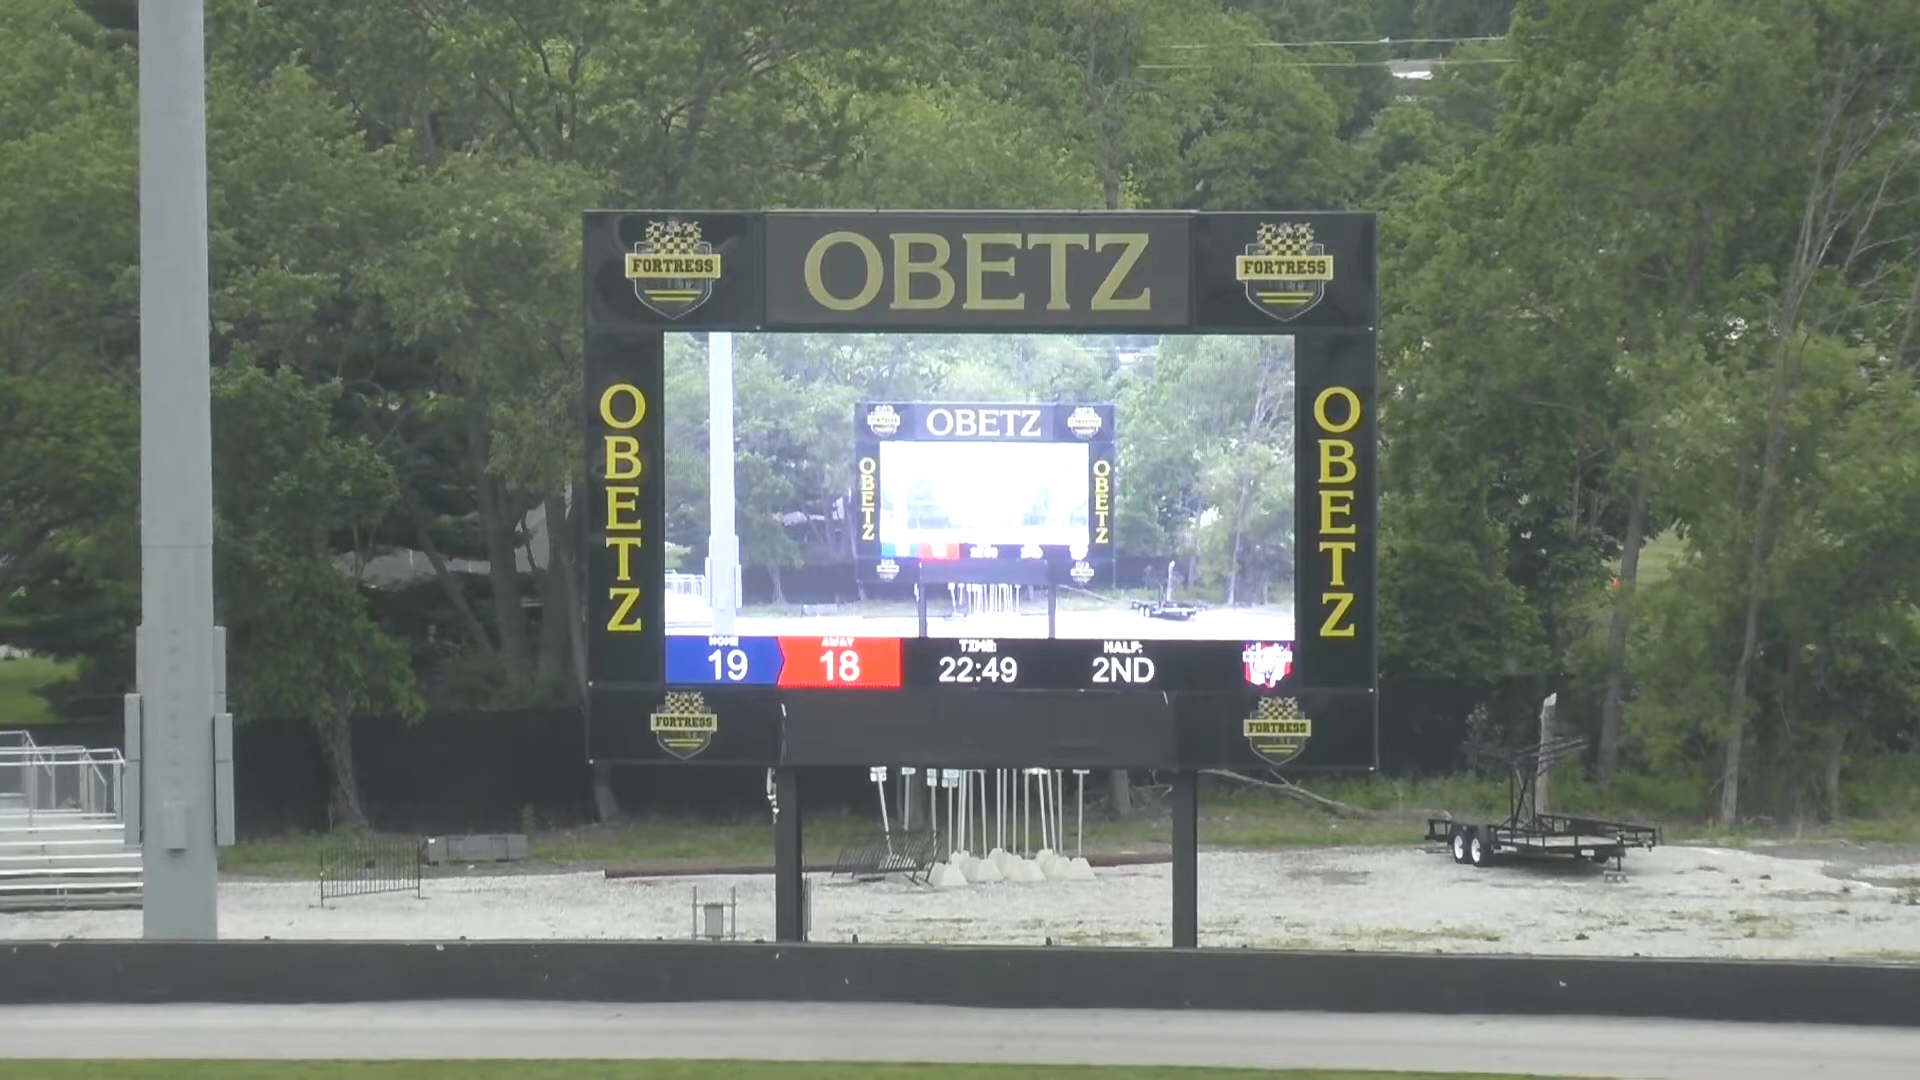 OBETZ
FORTRESS
FORTRESS
OBETZ
OBETZ
OBETZ
OBETZ
OBETZ
HOME
19
AWAY
18
TIME:
22:49
HALF:
2ND
FORTRESS
FORTRESS